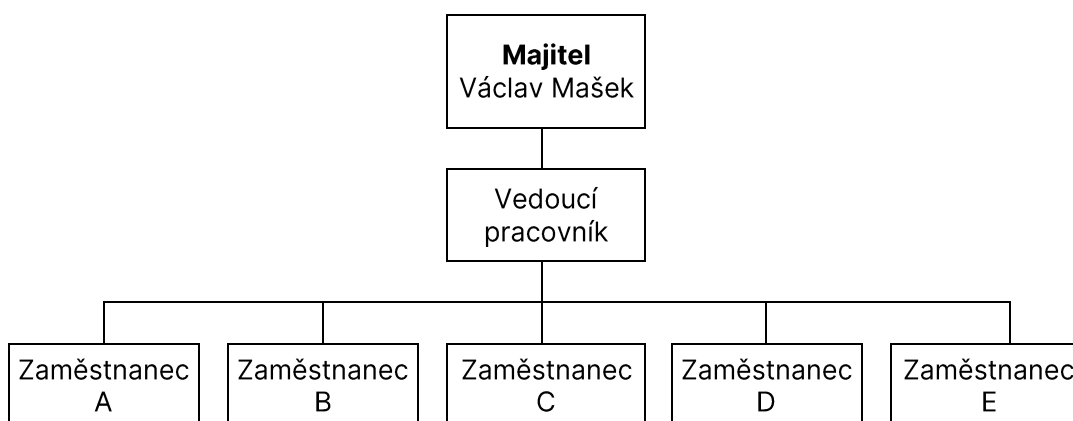 Majitel
Václav Mašek
Vedoucí
pracovník
Zaměstnanec
A
Zaměstnanec
B
Zaměstnanec
C
Zaměstnanec
D
Zaměstnanec
E